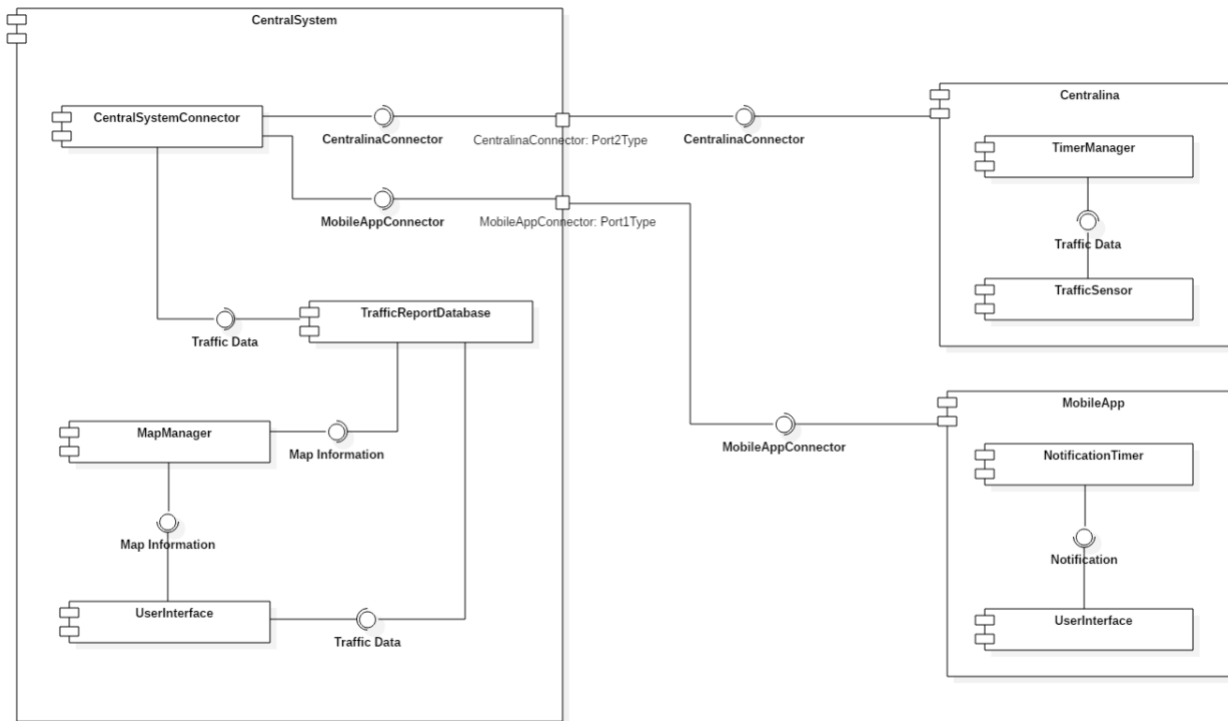 CentralSystem
CentralSystemConnector
CentralinaConnector
CentralinaConnector: Port2Type
CentralinaConnector
MobileAppConnector
MobileAppConnector: Port1Type
Centralina
TimerManager
Traffic Data
TrafficSensor
TrafficReportDatabase
Traffic Data
MapManager
Map Information
Map Information
UserInterface
Traffic Data
MobileAppConnector
MobileApp
NotificationTimer
Notification
UserInterface